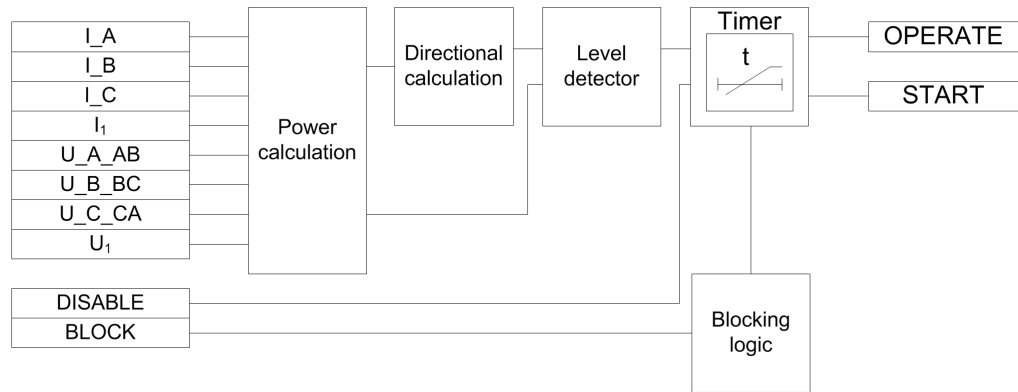 I_A
I_B
I_C
I₁
U_A_AB
U_B_BC
U_C_CA
U₁
DISABLE
BLOCK
Power
calculation
Directional
calculation
Level
detector
Timer
t
Blocking
logic
OPERATE
START